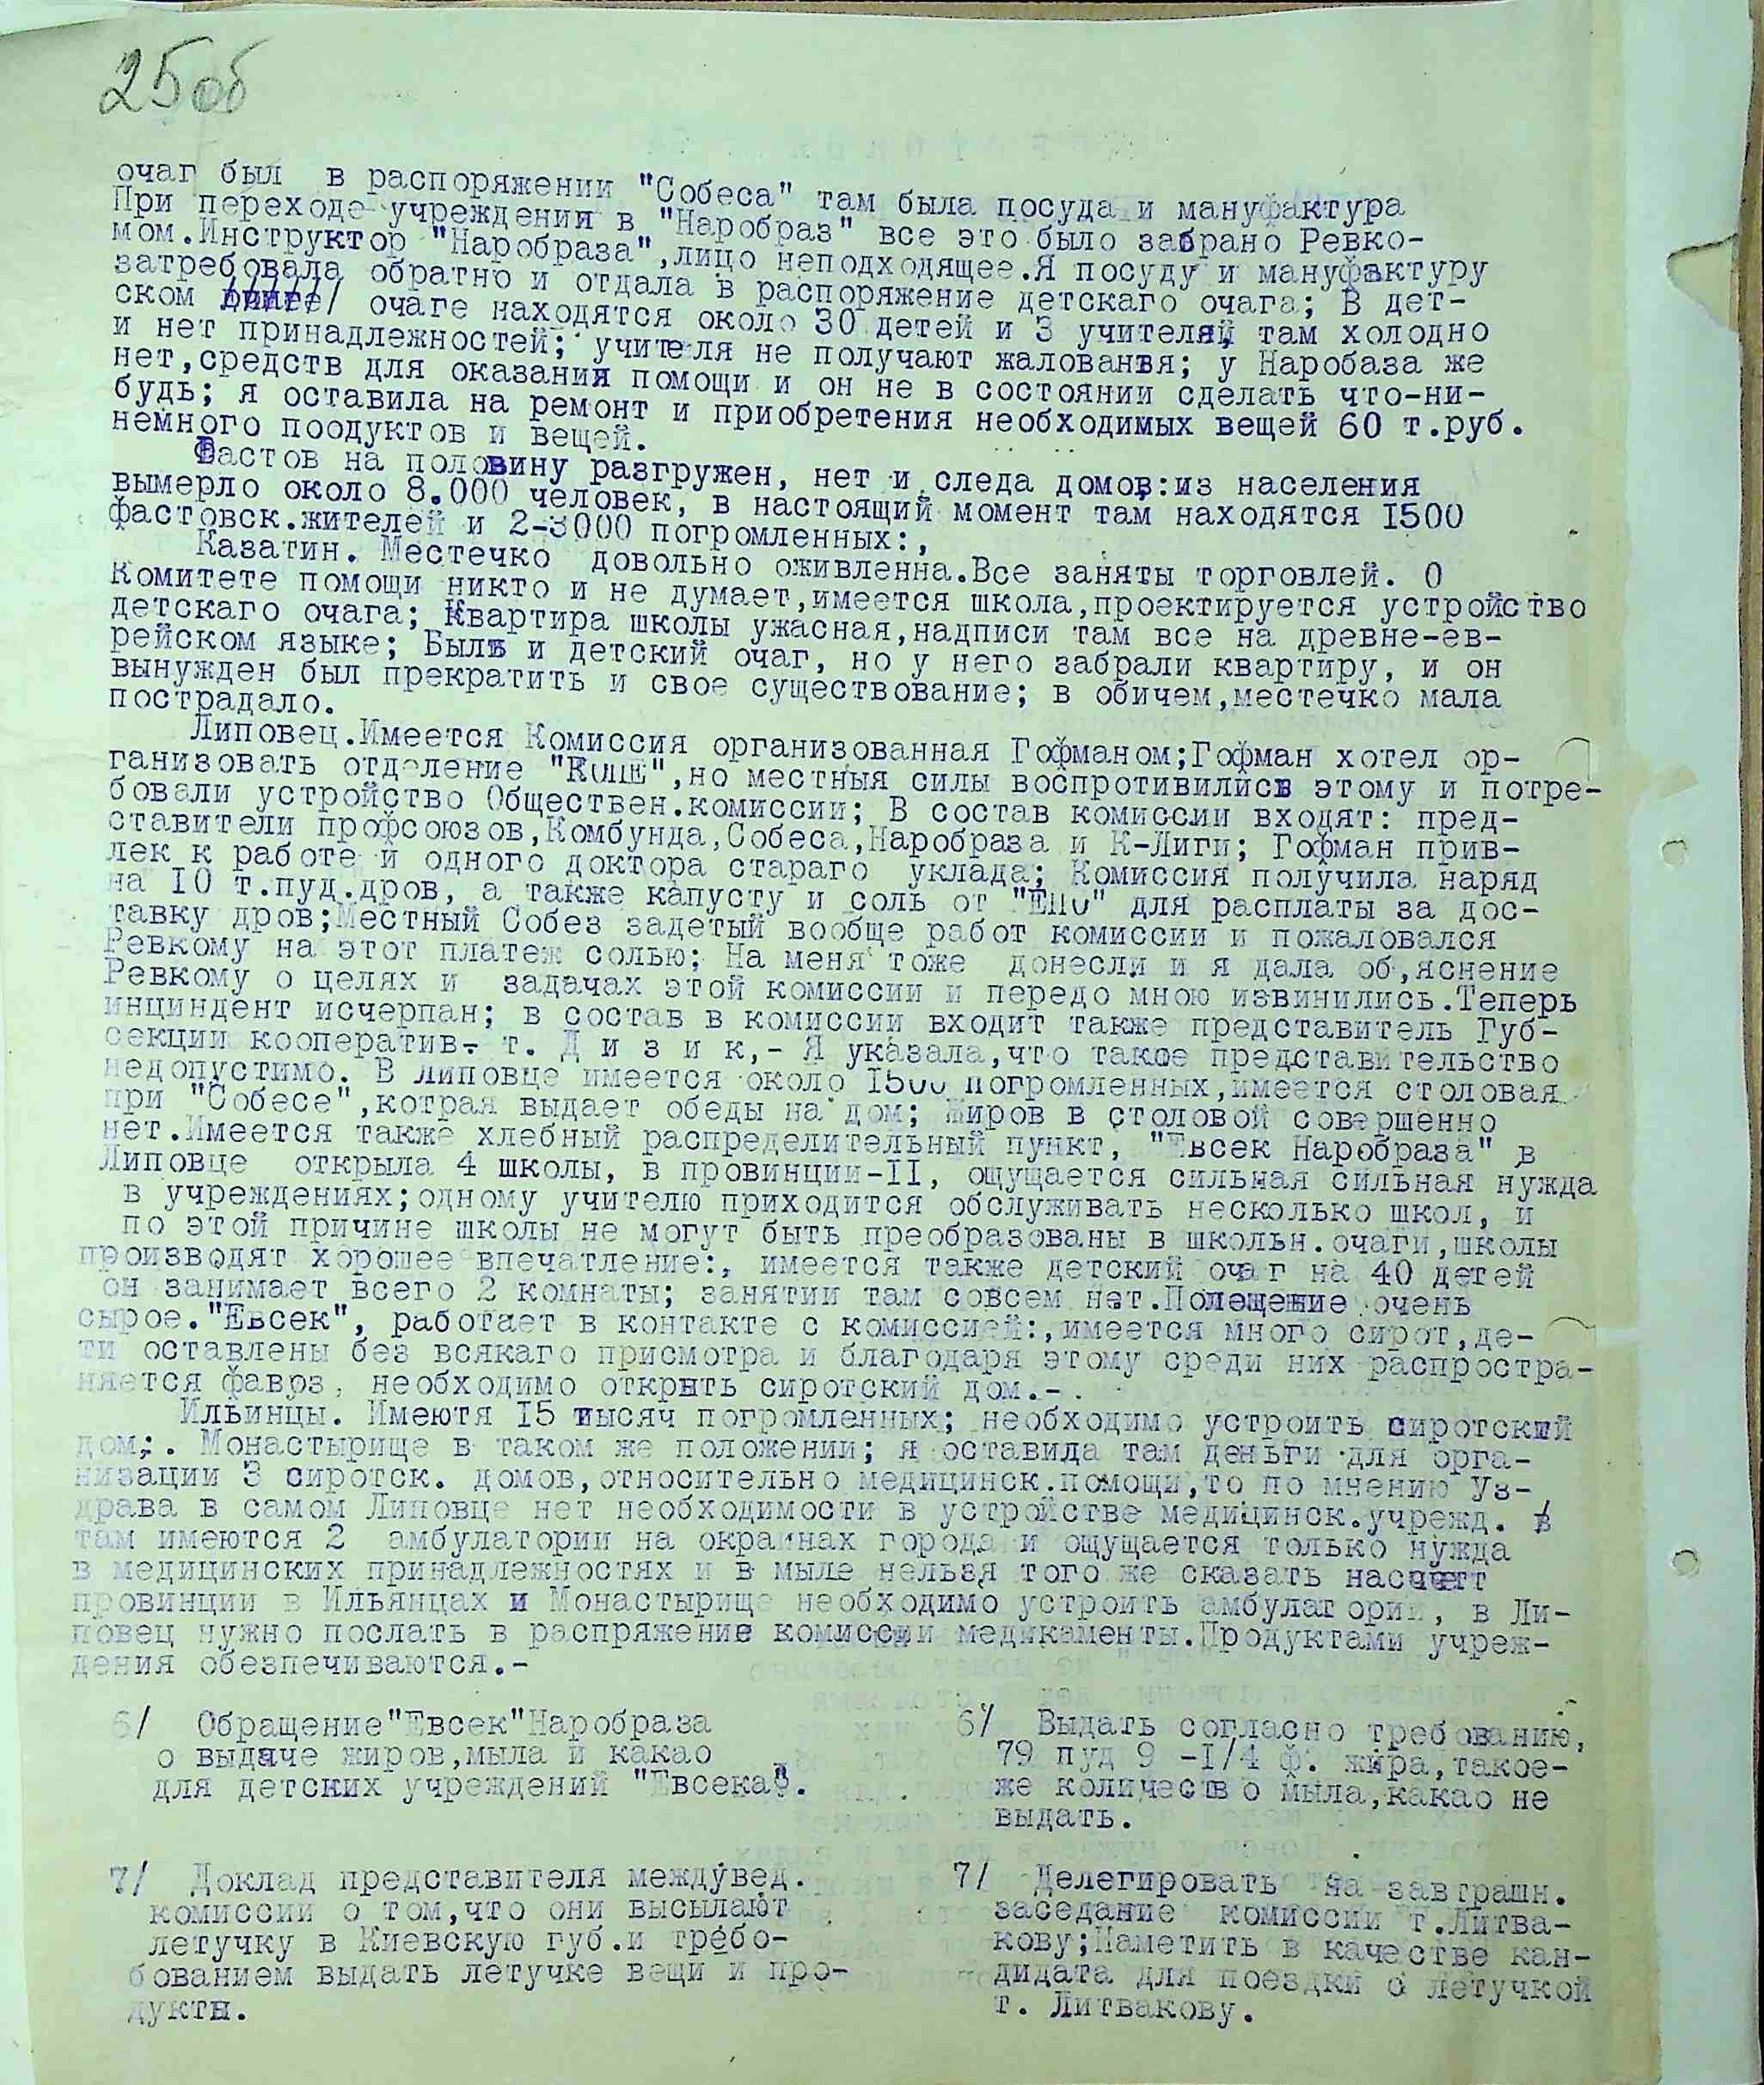 25об
очаг был в распоряжении "Собеса" там была посуда и мануфактура
При переходе учреждения в "Наробраз" все это было забрано Ревко-
мом.Инструктор "Наробраза",лицо неподходящее.Я посуду и мануфактуру
затребовала обратно и отдала в распоряжение детскаго очага; В дет-
ском очаге находятся около 30 детей и 3 учителяй там холодно
и нет принадлежностей; учителя не получают жалованвя; у Наробаза же
нет,средств для оказания помощи и он не в состоянии сделать что-ни-
будь; я оставила на ремонт и приобретения необходимых вещей 60 т.руб.
немного поодуктов и вещей.
Фастов на половину разгружен, нет и следа домов:из населения
вымерло около 8.000 человек, в настоящий момент там находятся I500
фастовск.жителей и 2-3000 погромленных:,
Казатин. Местечко довольно оживленна.Все заняты торговлей. О
Комитете помощи никто и не думает,имеется школа,проектируется устройство
детскаго очага; Квартира школы ужасная,надписи там все на древне-ев-
рейском языке; Былъ и детский очаг, но у него забрали квартиру, и он
вынужден был прекратить и свое существование; в обичем,местечко мала
пострадало.
Липовец.Имеется Комиссия организованная Гофманом;Гофман хотел ор-
ганизовать отделение ,но местныя силы воспротивилисв этому и потре-
бовали устройство Обществен.комиссии; В состав комиссии входят: пред-
ставители профсоюзов,Комбунда,Собеса,Наробраза и К-Лиги; Гофман прив-
лек к работе и одного доктора стараго уклада; Комиссия получила наряд
на I0 т.пуд.дров, а также капусту и соль от для расплаты за дос-
тавку дров;Местный Собез задетый вообще работ комиссии и пожаловался
Ревкому на этот платеж солью; На меня тоже донесли и я дала об,яснение
Ревкому о целях и задачах этой комиссии и передо мною извинились.Теперь
инциндент исчерпан; в состав в комиссии входит также представитель Губ-
секции кооператив- т. Д и з и к,- Я указала,что такое представительство
недопустимо. В Липовце имеется около I500 погромленных,имеется столовая
при "Собесе",котрая выдает обеды на дом; жиров в столовой совершенно
нет.Имеется также хлебный распределительный пункт, "Евсек Наробраза" в
Липовце открыла 4 школы, в провинции-II, ощущается сильная сильная нужда
в учреждениях;одному учителю приходится обслуживать несколько школ, и
по этой причине школы не могут быть преобразованы в школьн.очаги,школы
производят хорошее впечатление:, имеется также детский очаг на 40 детей
он занимает всего 2 комнаты; занятии там совсем нет.Помещение очень
сырое."Евсек", работает в контакте с комиссией:,имеется много сирот,де-
ти оставлены без всякаго присмотра и благодаря этому среди них распростра-
няется фавоз, необходимо открыть сиротский дом.-.
Ильинцы. Имеютя I5 тысяч погромленных; необходимо устроить сиротский
дом;. Монастырище в таком же положении; я оставида там деньги для орга-
низации 3 сиротск. домов,относительно медицинск.помощи,то по мнению Уз-
драва в самом Липовце нет необходимости в устройстве медицинск.учрежд.
там имеются 2 амбулатории на окраинах города и ощущается только нужда
в медицинских принадлежностях и в мыле нельзя того же сказать насчет
провинции в Ильянцах и Монастырище необходимо устроить амбулатории, в Ли-
повец нужно послать в распряжение комиссии медикаменты.Продуктами учреж-
дения обезпечиваются.-
6/ Обращение"Евсек"Наробраза
о выдаче жиров,мыла и какао
для детских учреждений "Евсека".
6/ Выдать согласно требованию,
79 пуд 9 -I/4 ф. жира,такое-
же количество мыла,какао не
выдать.
7/ Доклад представителя междувед.
комиссии о том,что они высылают
летучку в Киевскую губ.и требо-
бованием выдать летучке вещи и про-
дукты.
7/ Делегировать на завтрашн.
заседание комиссии т.Литва-
кову;Наметить в качестве кан-
дидата для поездки с летучкой
т. Литвакову.